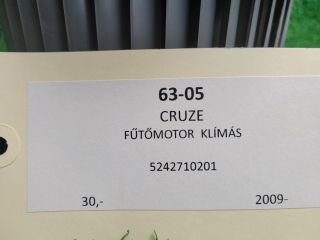 63-05
CRUZE
FŰTŐMOTOR KLÍMÁS
5242710201
30,- 2009-